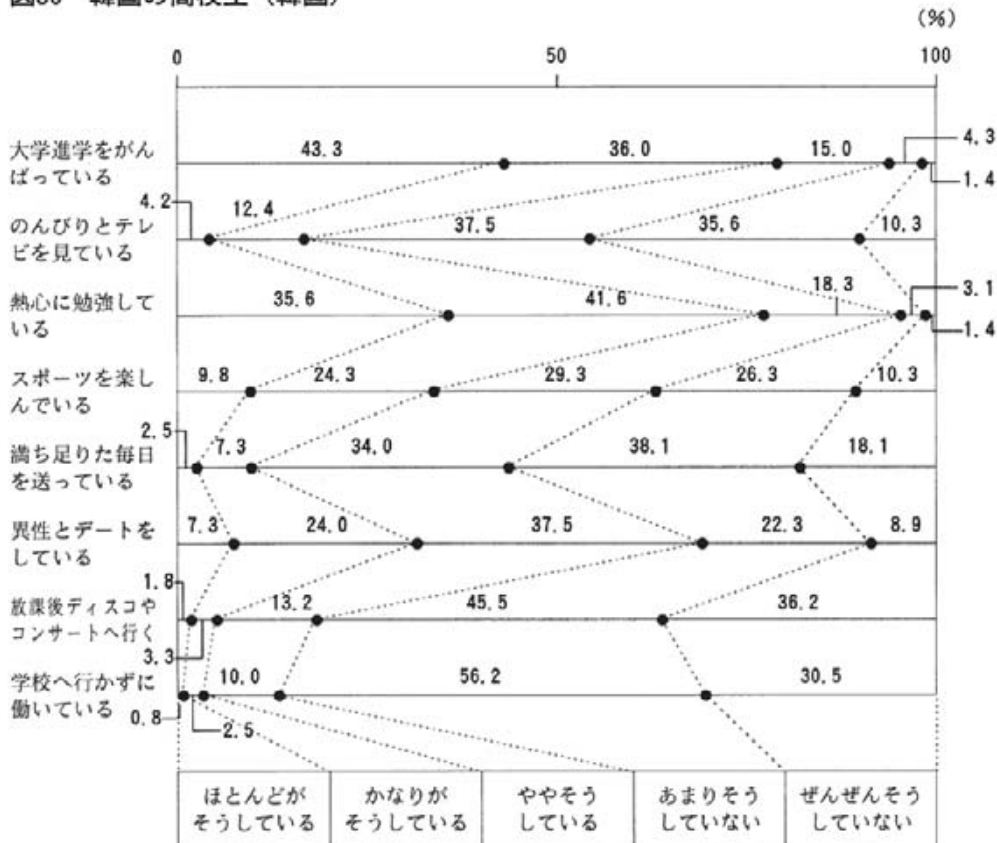 (%)
0 50 100
大学進学をがん
ばっている
43.3 36.0 15.0 4.3 1.4
のんびりとテレ
ビを見ている
4.2 12.4 37.5 35.6 10.3
熱心に勉強して
いる
35.6 41.6 18.3 3.1 1.4
スポーツを楽し
んでいる
9.8 24.3 29.3 26.3 10.3
満ち足りた毎日
を送っている
2.5 7.3 34.0 38.1 18.1
異性とデートを
している
7.3 24.0 37.5 22.3 8.9
放課後ディスコや
コンサートへ行く
1.8 3.3 13.2 45.5 36.2
学校へ行かずに
働いている
0.8 2.5 10.0 56.2 30.5
ほとんどが
そうしている
かなりが
そうしている
ややそう
している
あまりそう
していない
ぜんぜんそう
していない